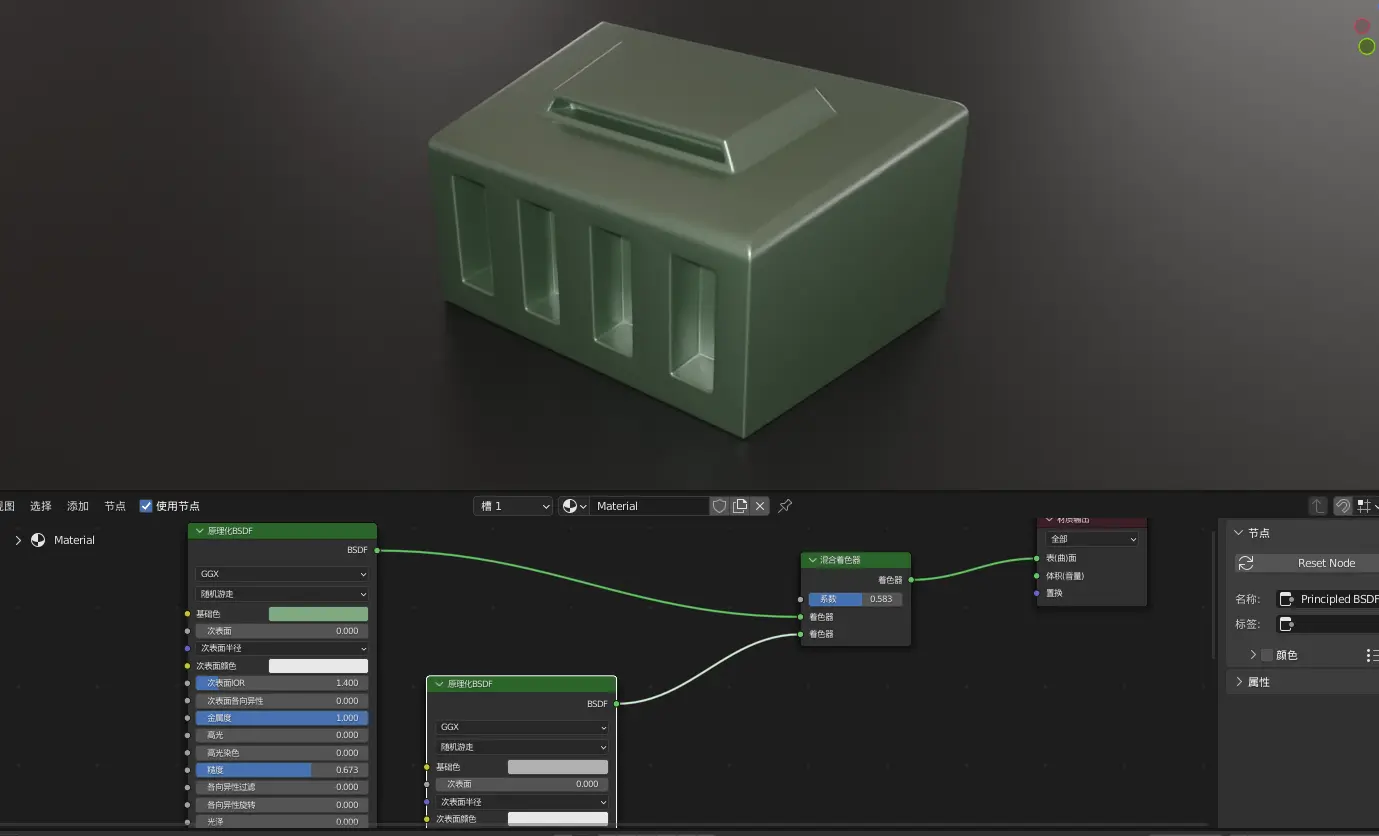 视图 选择 添加 节点 使用节点 槽 1 Material
Material
原理化BSDF
BSDF
GGX
随机游走
基础色
次表面 0.000
次表面半径
次表面颜色
次表面IOR 1.400
次表面各向异性 0.000
金属度 1.000
高光 0.000
高光染色 0.000
糙度 0.673
各向异性过滤 0.000
各向异性旋转 0.000
光泽 0.000
原理化BSDF
BSDF
GGX
随机游走
基础色
次表面 0.000
次表面半径
次表面颜色
混合着色器
着色器
系数 0.583
着色器
着色器
材质输出
全部
表(曲)面
体积(音量)
置换
节点
Reset Node
名称: Principled BSDF
标签:
颜色
属性